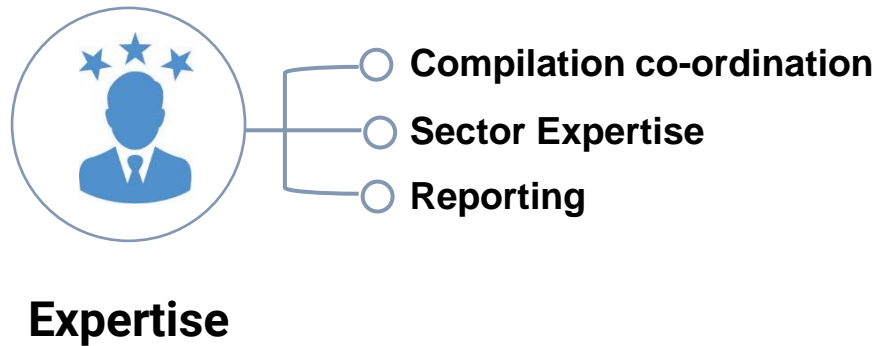 Compilation co-ordination
Sector Expertise
Reporting
Expertise